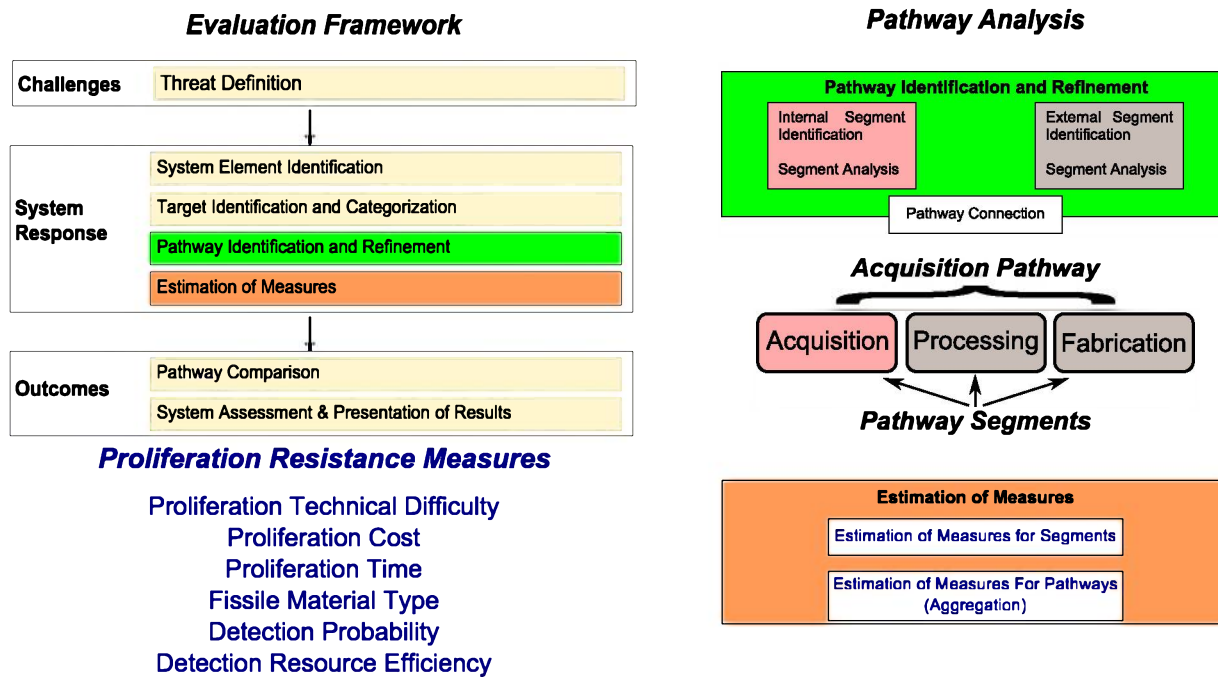 Evaluation Framework
Challenges
Threat Definition
System Response
System Element Identification
Target Identification and Categorization
Pathway Identification and Refinement
Estimation of Measures
Outcomes
Pathway Comparison
System Assessment & Presentation of Results
Proliferation Resistance Measures
Proliferation Technical Difficulty
Proliferation Cost
Proliferation Time
Fissile Material Type
Detection Probability
Detection Resource Efficiency
Pathway Analysis
Pathway Identification and Refinement
Internal Segment
Identification
Segment Analysis
External Segment
Identification
Segment Analysis
Pathway Connection
Acquisition Pathway
Acquisition
Processing
Fabrication
Pathway Segments
Estimation of Measures
Estimation of Measures for Segments
Estimation of Measures For Pathways
(Aggregation)